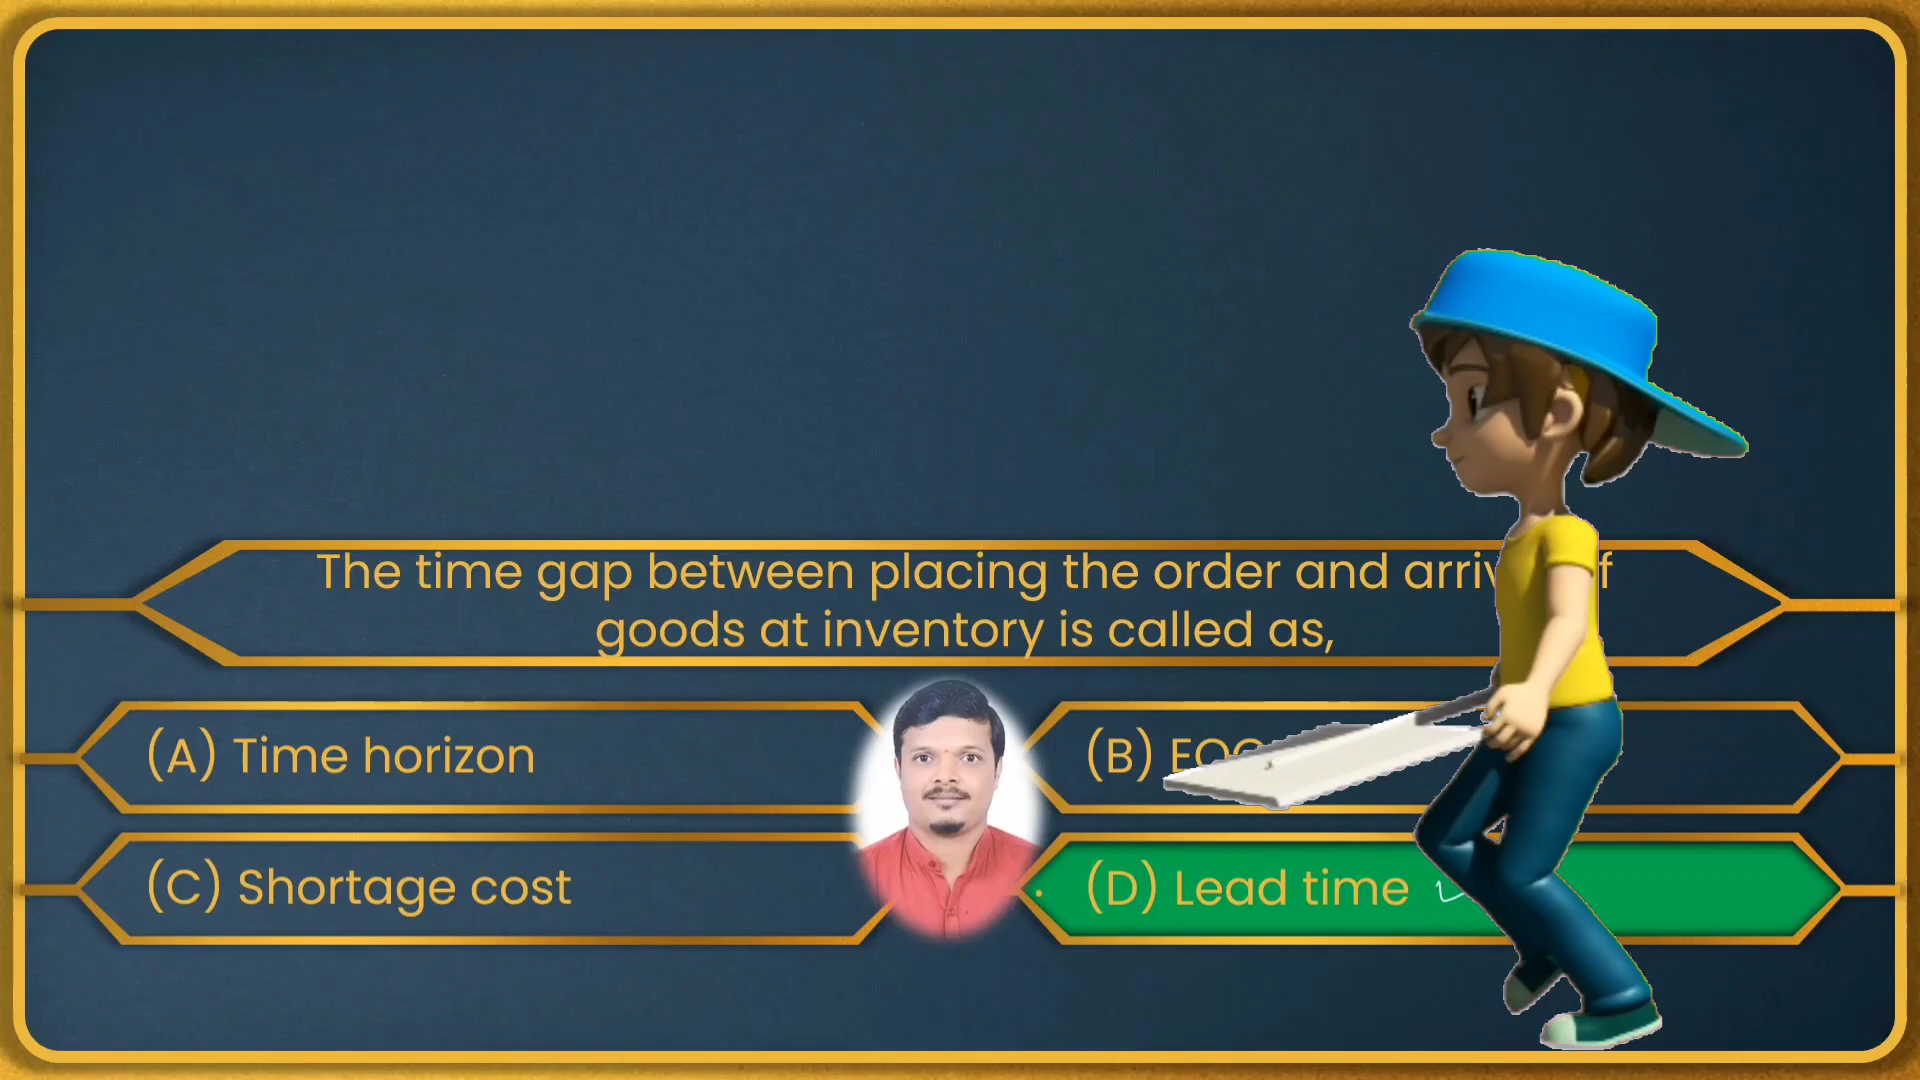 The time gap between placing the order and
goods at inventory is called as,
(A) Time horizon
(B)
(C) Shortage cost
(D) Lead time